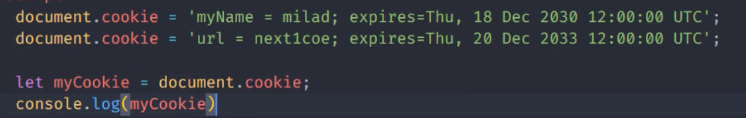 document.cookie = 'myName = milad; expires=Thu, 18 Dec 2030 12:00:00 UTC';
document.cookie = 'url = next1coe; expires=Thu, 20 Dec 2033 12:00:00 UTC';
let myCookie = document.cookie;
console.log(myCookie)